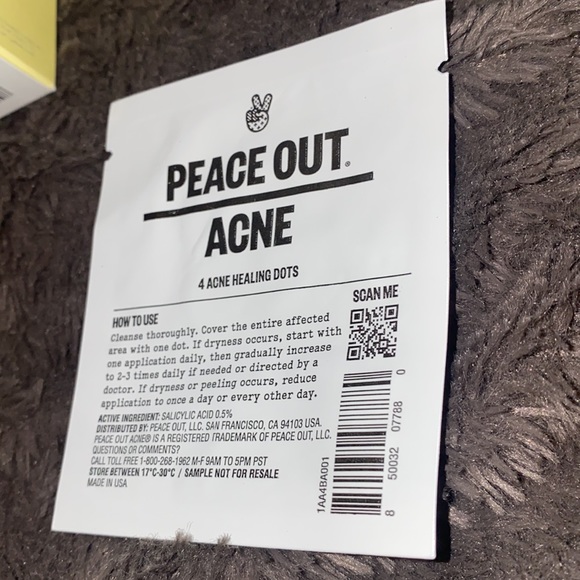 PEACE OUT®
ACNE
4 ACNE HEALING DOTS
SCAN ME
HOW TO USE
Cleanse thoroughly. Cover the entire affected
area with one dot. If dryness occurs, start with
one application daily, then gradually increase
to 2-3 times daily if needed or directed by a
doctor. If dryness or peeling occurs, reduce
application to once a day or every other day.
ACTIVE INGREDIENT: SALICYLIC ACID 0.5%
DISTRIBUTED BY: PEACE OUT, LLC. SAN FRANCISCO, CA 94103 USA.
PEACE OUT ACNE® IS A REGISTERED TRADEMARK OF PEACE OUT, LLC.
QUESTIONS OR COMMENTS?
CALL TOLL FREE 1-800-268-1962 M-F 9AM TO 5PM PST
STORE BETWEEN 17°C-30°C / SAMPLE NOT FOR RESALE
MADE IN USA
1AA4BA001
8 50032 07788 0